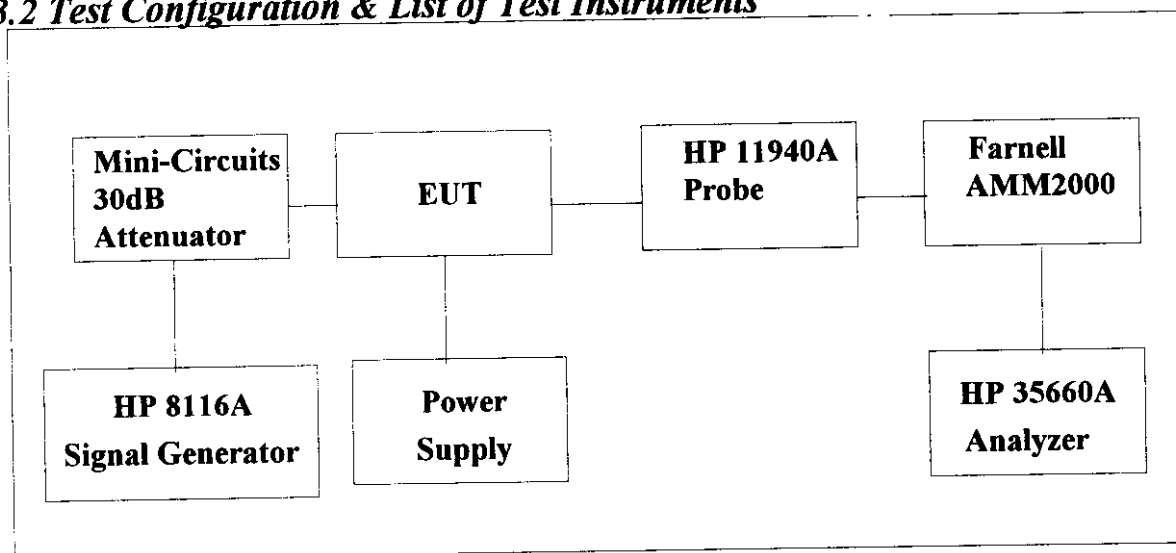 3.2 Test Configuration & List of Test Instruments
Mini-Circuits
30dB
Attenuator
EUT
HP 11940A
Probe
Farnell
AMM2000
HP 8116A
Signal Generator
Power
Supply
HP 35660A
Analyzer